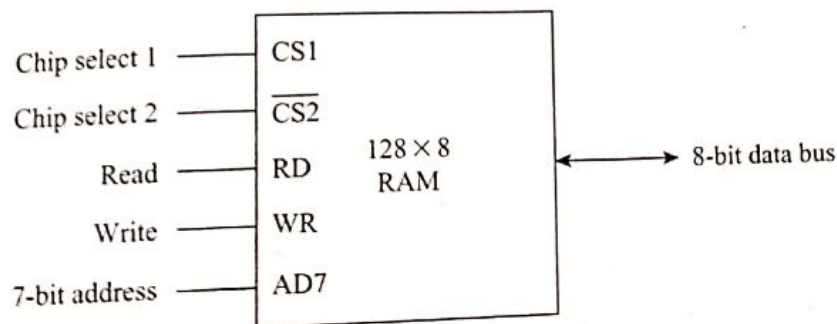 Chip select 1 CS1
Chip select 2 C̅S̅2̅
Read RD
128 × 8
RAM
8-bit data bus
Write WR
7-bit address AD7